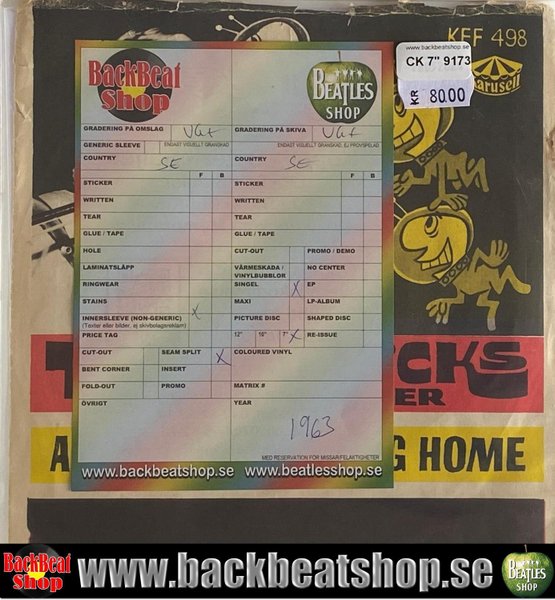 KFF 498
www.backbeatshop.se
CK 7" 9173
KR 80.00
arusell
BackBeat Shop
BEATLES SHOP
GRADERING PÅ OMSLAG VG+ GRADERING PÅ SKIVA VG+
GENERIC SLEEVE ENDAST VISUELLT GRANSKAD ENDAST VISUELLT GRANSKAD, EJ PROVSPELAD
COUNTRY SE COUNTRY SE
F B F B
STICKER STICKER
WRITTEN WRITTEN
TEAR TEAR
GLUE / TAPE GLUE / TAPE
HOLE CUT-OUT PROMO / DEMO
LAMINATSLÄPP VÄRMESKADA / VINYLBUBBLOR NO CENTER
RINGWEAR SINGEL X EP
STAINS MAXI LP-ALBUM
INNERSLEEVE (NON-GENERIC) X PICTURE DISC SHAPED DISC
(Texter eller bilder, ej skivbolagsreklam)
PRICE TAG 12" 10" 7" X RE-ISSUE
CUT-OUT SEAM SPLIT X COLOURED VINYL
BENT CORNER INSERT
FOLD-OUT PROMO MATRIX #
ÖVRIGT YEAR
1963
MED RESERVATION FÖR MISSAR/FELAKTIGHETER
www.backbeatshop.se www.beatlesshop.se
T CKS
ER
A G HOME
BackBeat Shop www.backbeatshop.se BEATLES SHOP